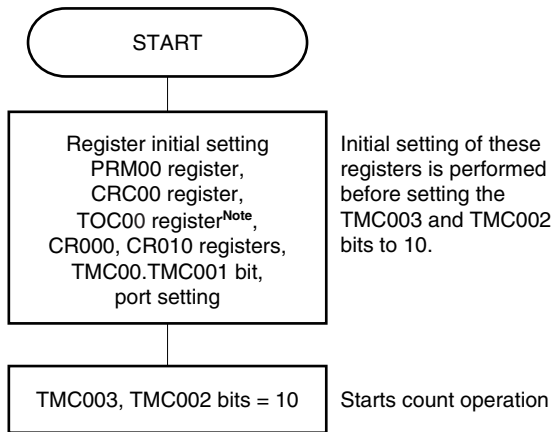 START
Register initial setting
PRM00 register,
CRC00 register,
TOC00 registerNote,
CR000, CR010 registers,
TMC00.TMC001 bit,
port setting
Initial setting of these
registers is performed
before setting the
TMC003 and TMC002
bits to 10.
TMC003, TMC002 bits = 10
Starts count operation